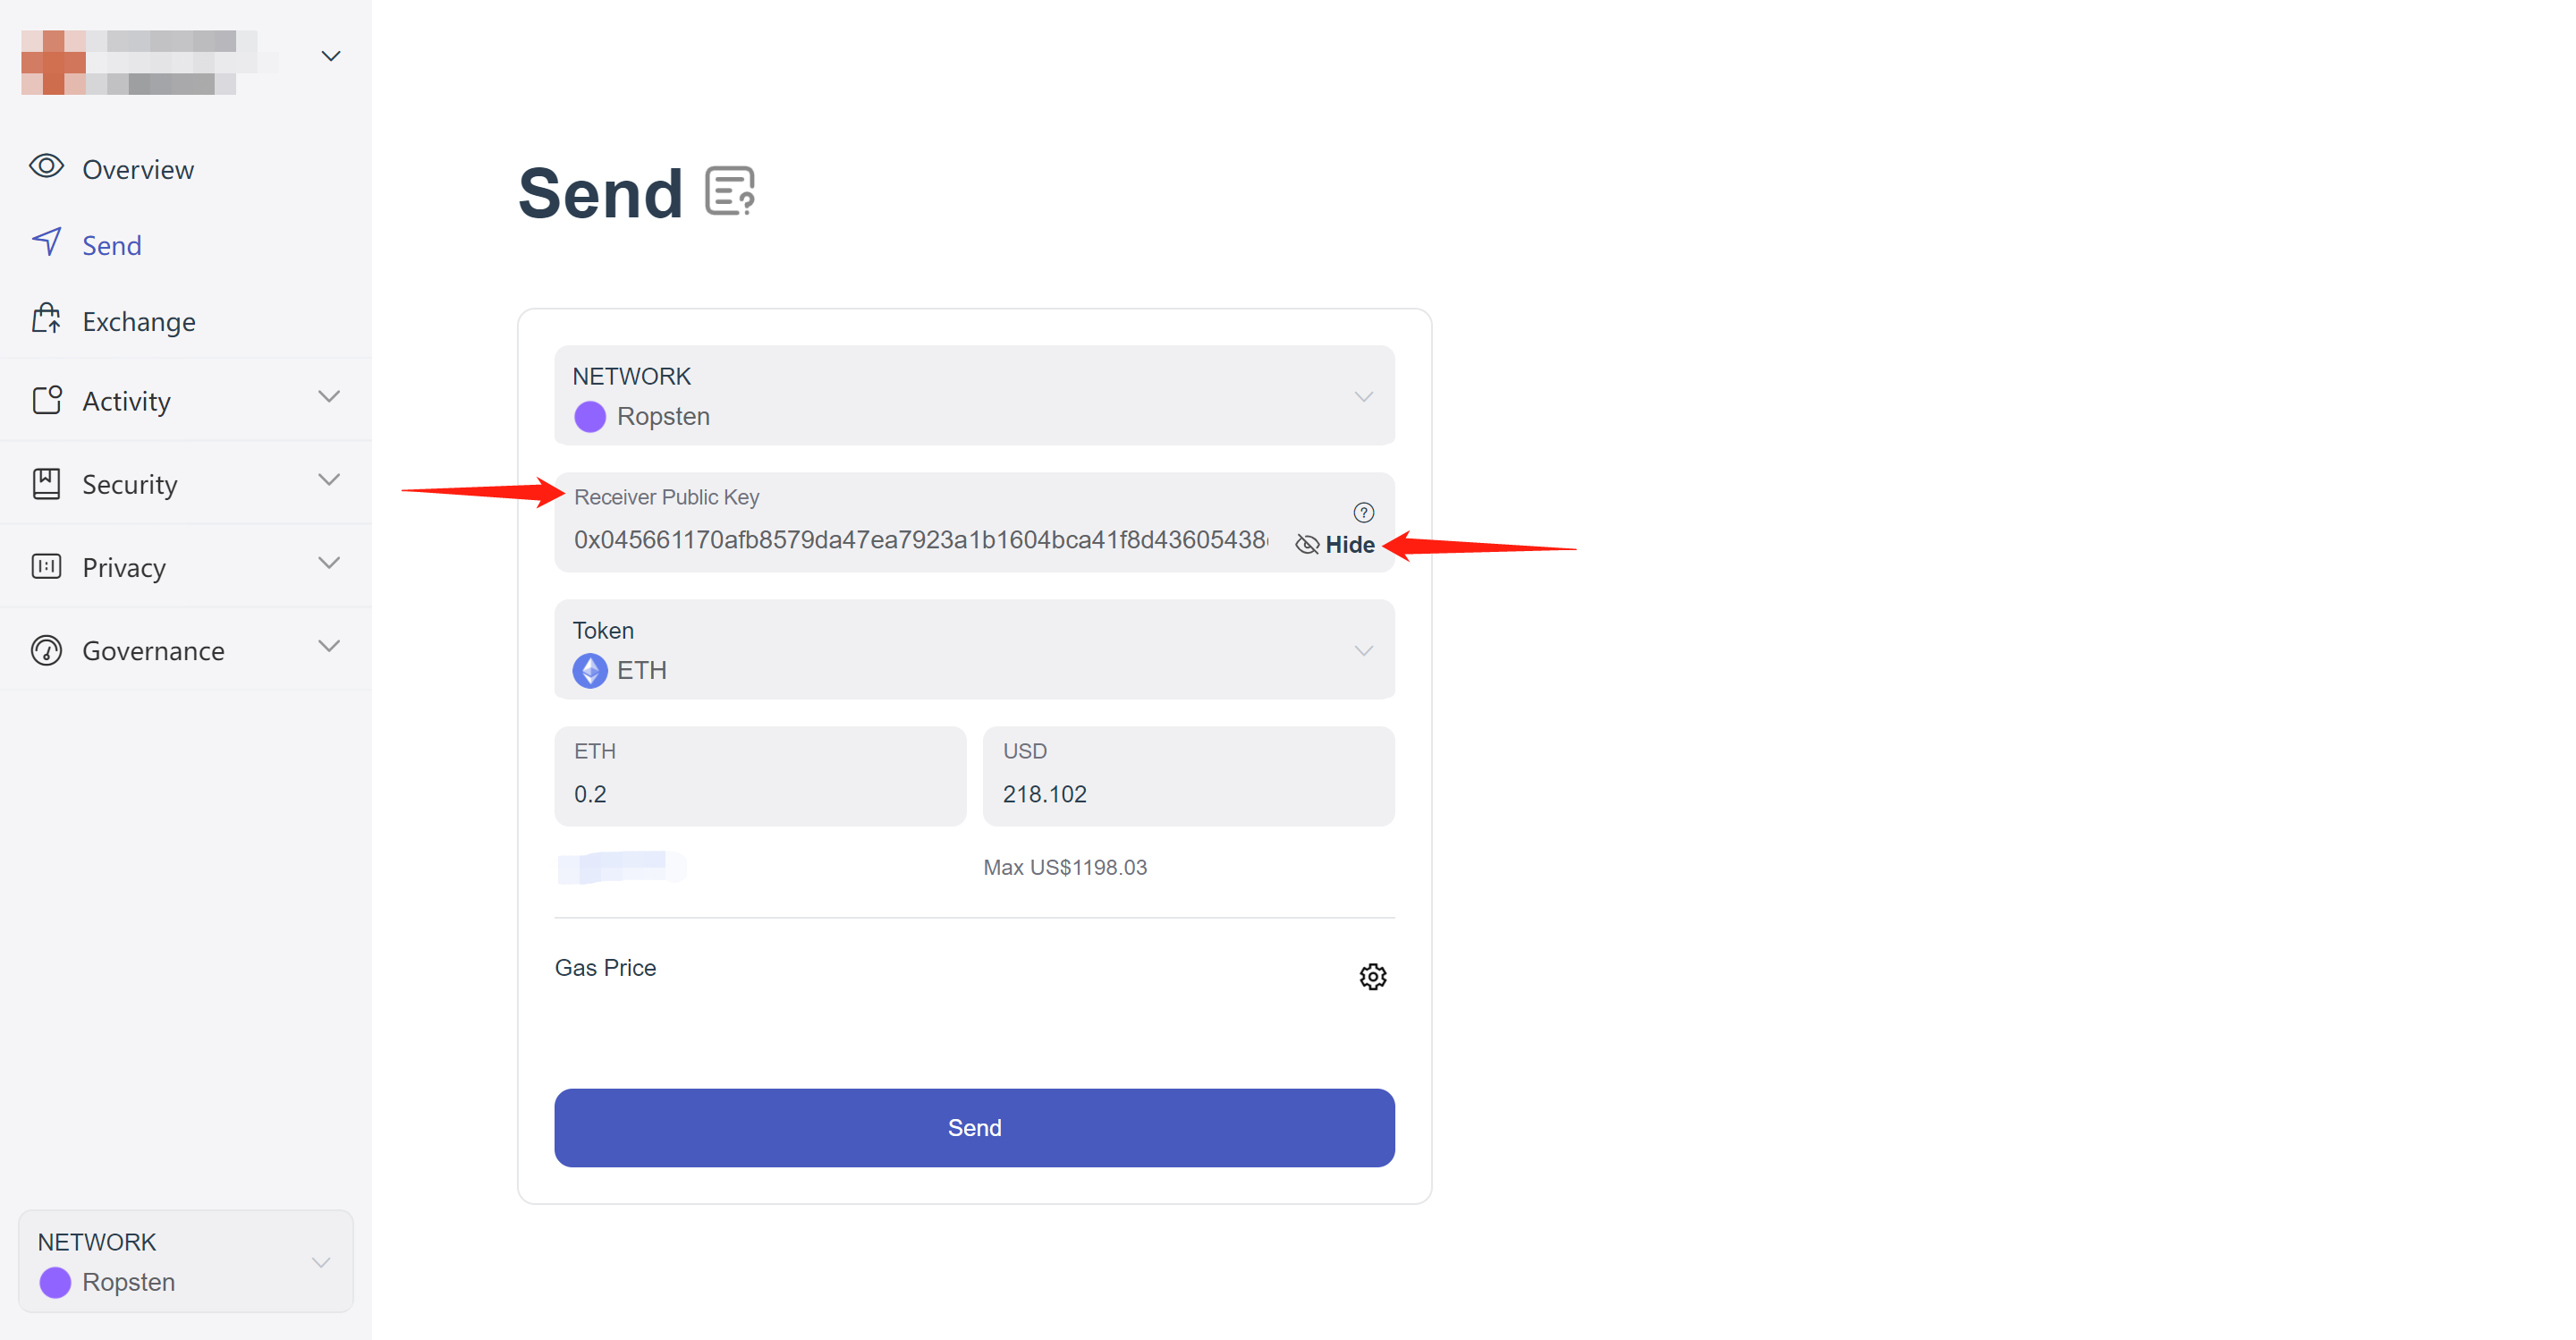 Overview
Send
Exchange
Activity
Security
Privacy
Governance
NETWORK
Ropsten
Send
NETWORK
Ropsten
Receiver Public Key
0x045661170afb8579da47ea7923a1b1604bca41f8d43605438
Hide
Token
ETH
ETH
0.2
USD
218.102
Max US$1198.03
Gas Price
Send